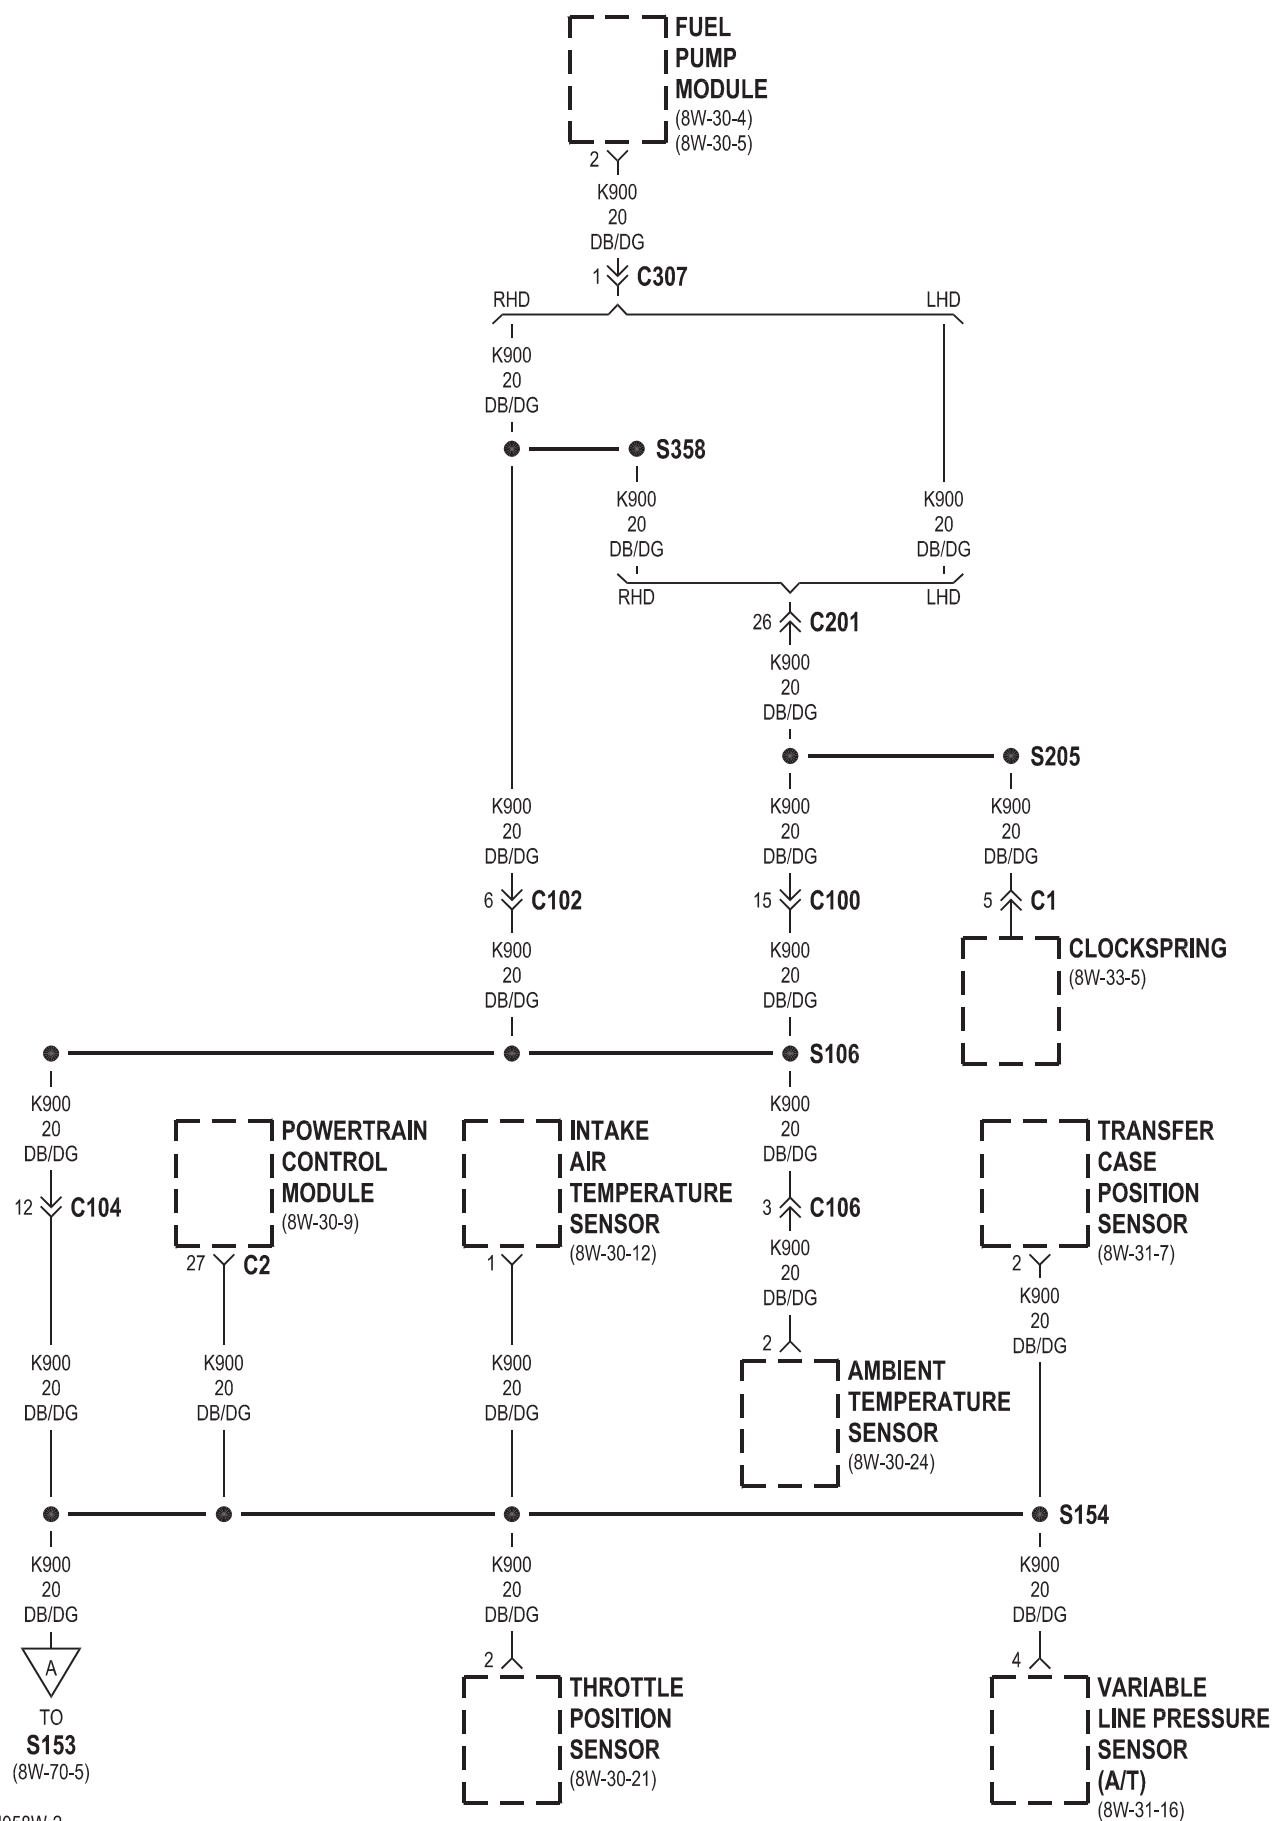 FUEL
PUMP
MODULE
(8W-30-4)
(8W-30-5)
2
K900
20
DB/DG
1 C307
RHD LHD
K900
20
DB/DG
S358
K900 K900
20 20
DB/DG DB/DG
RHD LHD
26 C201
K900
20
DB/DG
S205
K900 K900 K900
20 20 20
DB/DG DB/DG DB/DG
6 C102 15 C100 5 C1
K900 K900
20 20
DB/DG DB/DG
CLOCKSPRING
(8W-33-5)
S106
K900 K900
20 20
DB/DG DB/DG
12 C104
POWERTRAIN
CONTROL
MODULE
(8W-30-9)
27 C2
INTAKE
AIR
TEMPERATURE
SENSOR
(8W-30-12)
1
3 C106
K900
20
DB/DG
2
TRANSFER
CASE
POSITION
SENSOR
(8W-31-7)
2
K900
20
DB/DG
K900 K900 K900
20 20 20
DB/DG DB/DG DB/DG
AMBIENT
TEMPERATURE
SENSOR
(8W-30-24)
S154
K900 K900 K900
20 20 20
DB/DG DB/DG DB/DG
A
TO
S153
(8W-70-5)
2
THROTTLE
POSITION
SENSOR
(8W-30-21)
4
VARIABLE
LINE PRESSURE
SENSOR
(A/T)
(8W-31-16)